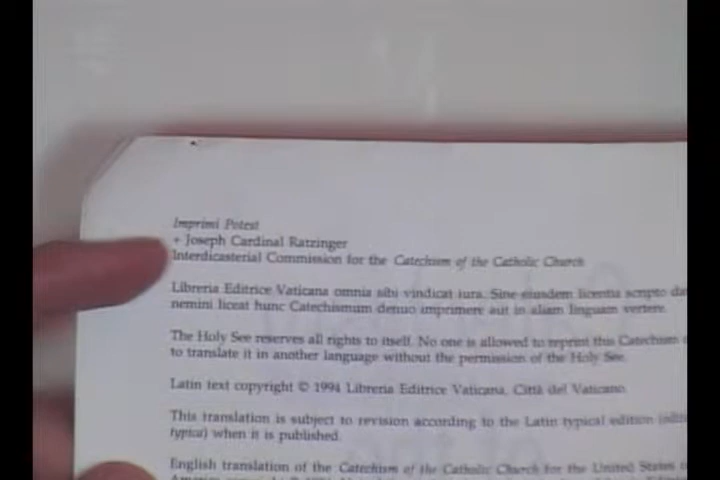 Imprimi Potest
+ Joseph Cardinal Ratzinger
Interdicasterial Commission for the Catechism of the Catholic Church
Libreria Editrice Vaticana omnia sibi vindicat iura. Sine eiusdem licentia scripto
nemini liceat hunc Catechismum denuo imprimere aut in aliam linguam vertere.
The Holy See reserves all rights to itself. No one is allowed to reprint this Catechism
to translate it in another language without the permission of the Holy See.
Latin text copyright © 1994 Libreria Editrice Vaticana, Città del Vaticano.
This translation is subject to revision according to the Latin typical edition
typica) when it is published.
English translation of the Catechism of the Catholic Church for the United States